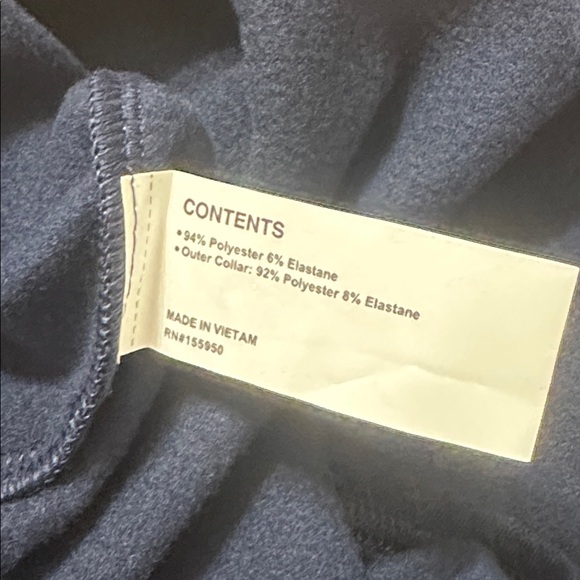 CONTENTS
•94% Polyester 6% Elastane
•Outer Collar: 92% Polyester 8% Elastane
MADE IN VIETAM
RN#155950